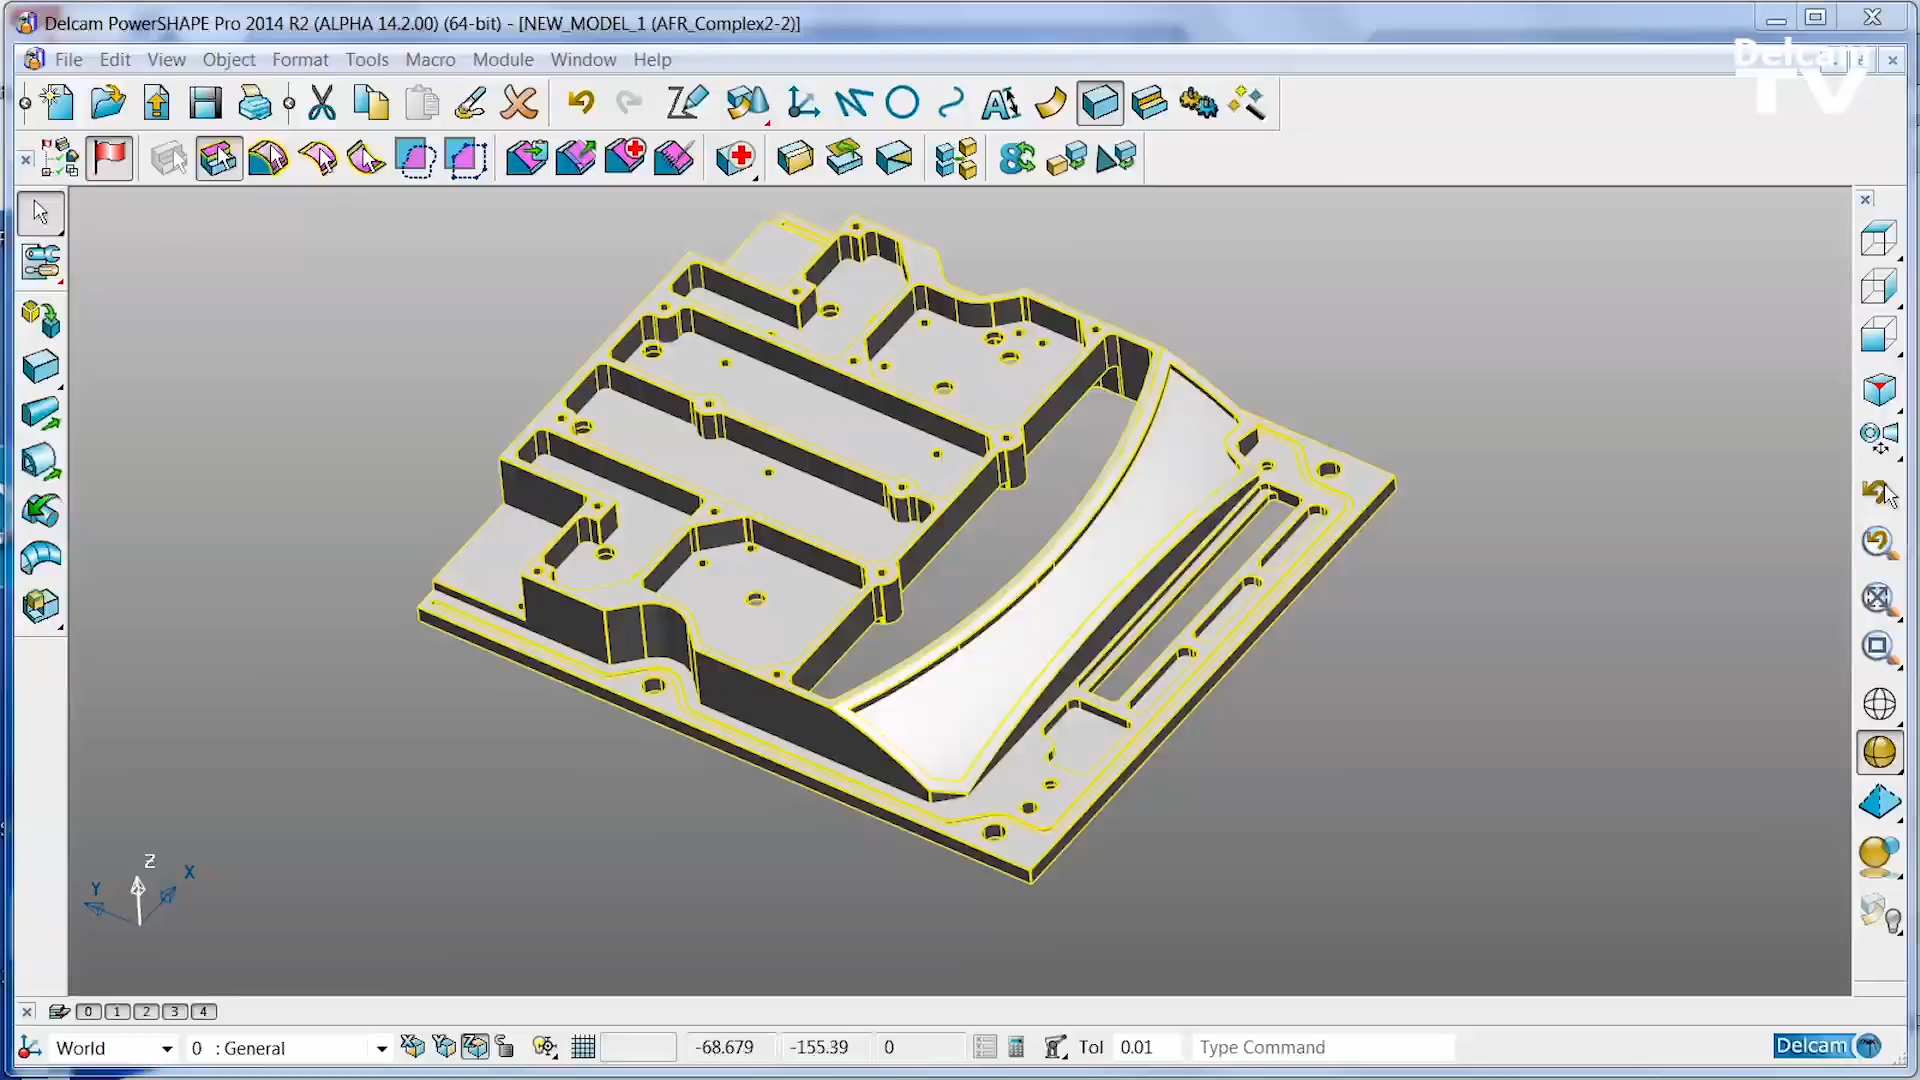 Delcam PowerSHAPE Pro 2014 R2 (ALPHA 14.2.00) (64-bit) - [NEW_MODEL_1 (AFR_Complex2-2)]
File Edit View Object Format Tools Macro Module Window Help
Delcam
TV
Z
X
Y
0 1 2 3 4
World 0 : General -68.679 -155.39 0 Tol 0.01 Type Command Delcam